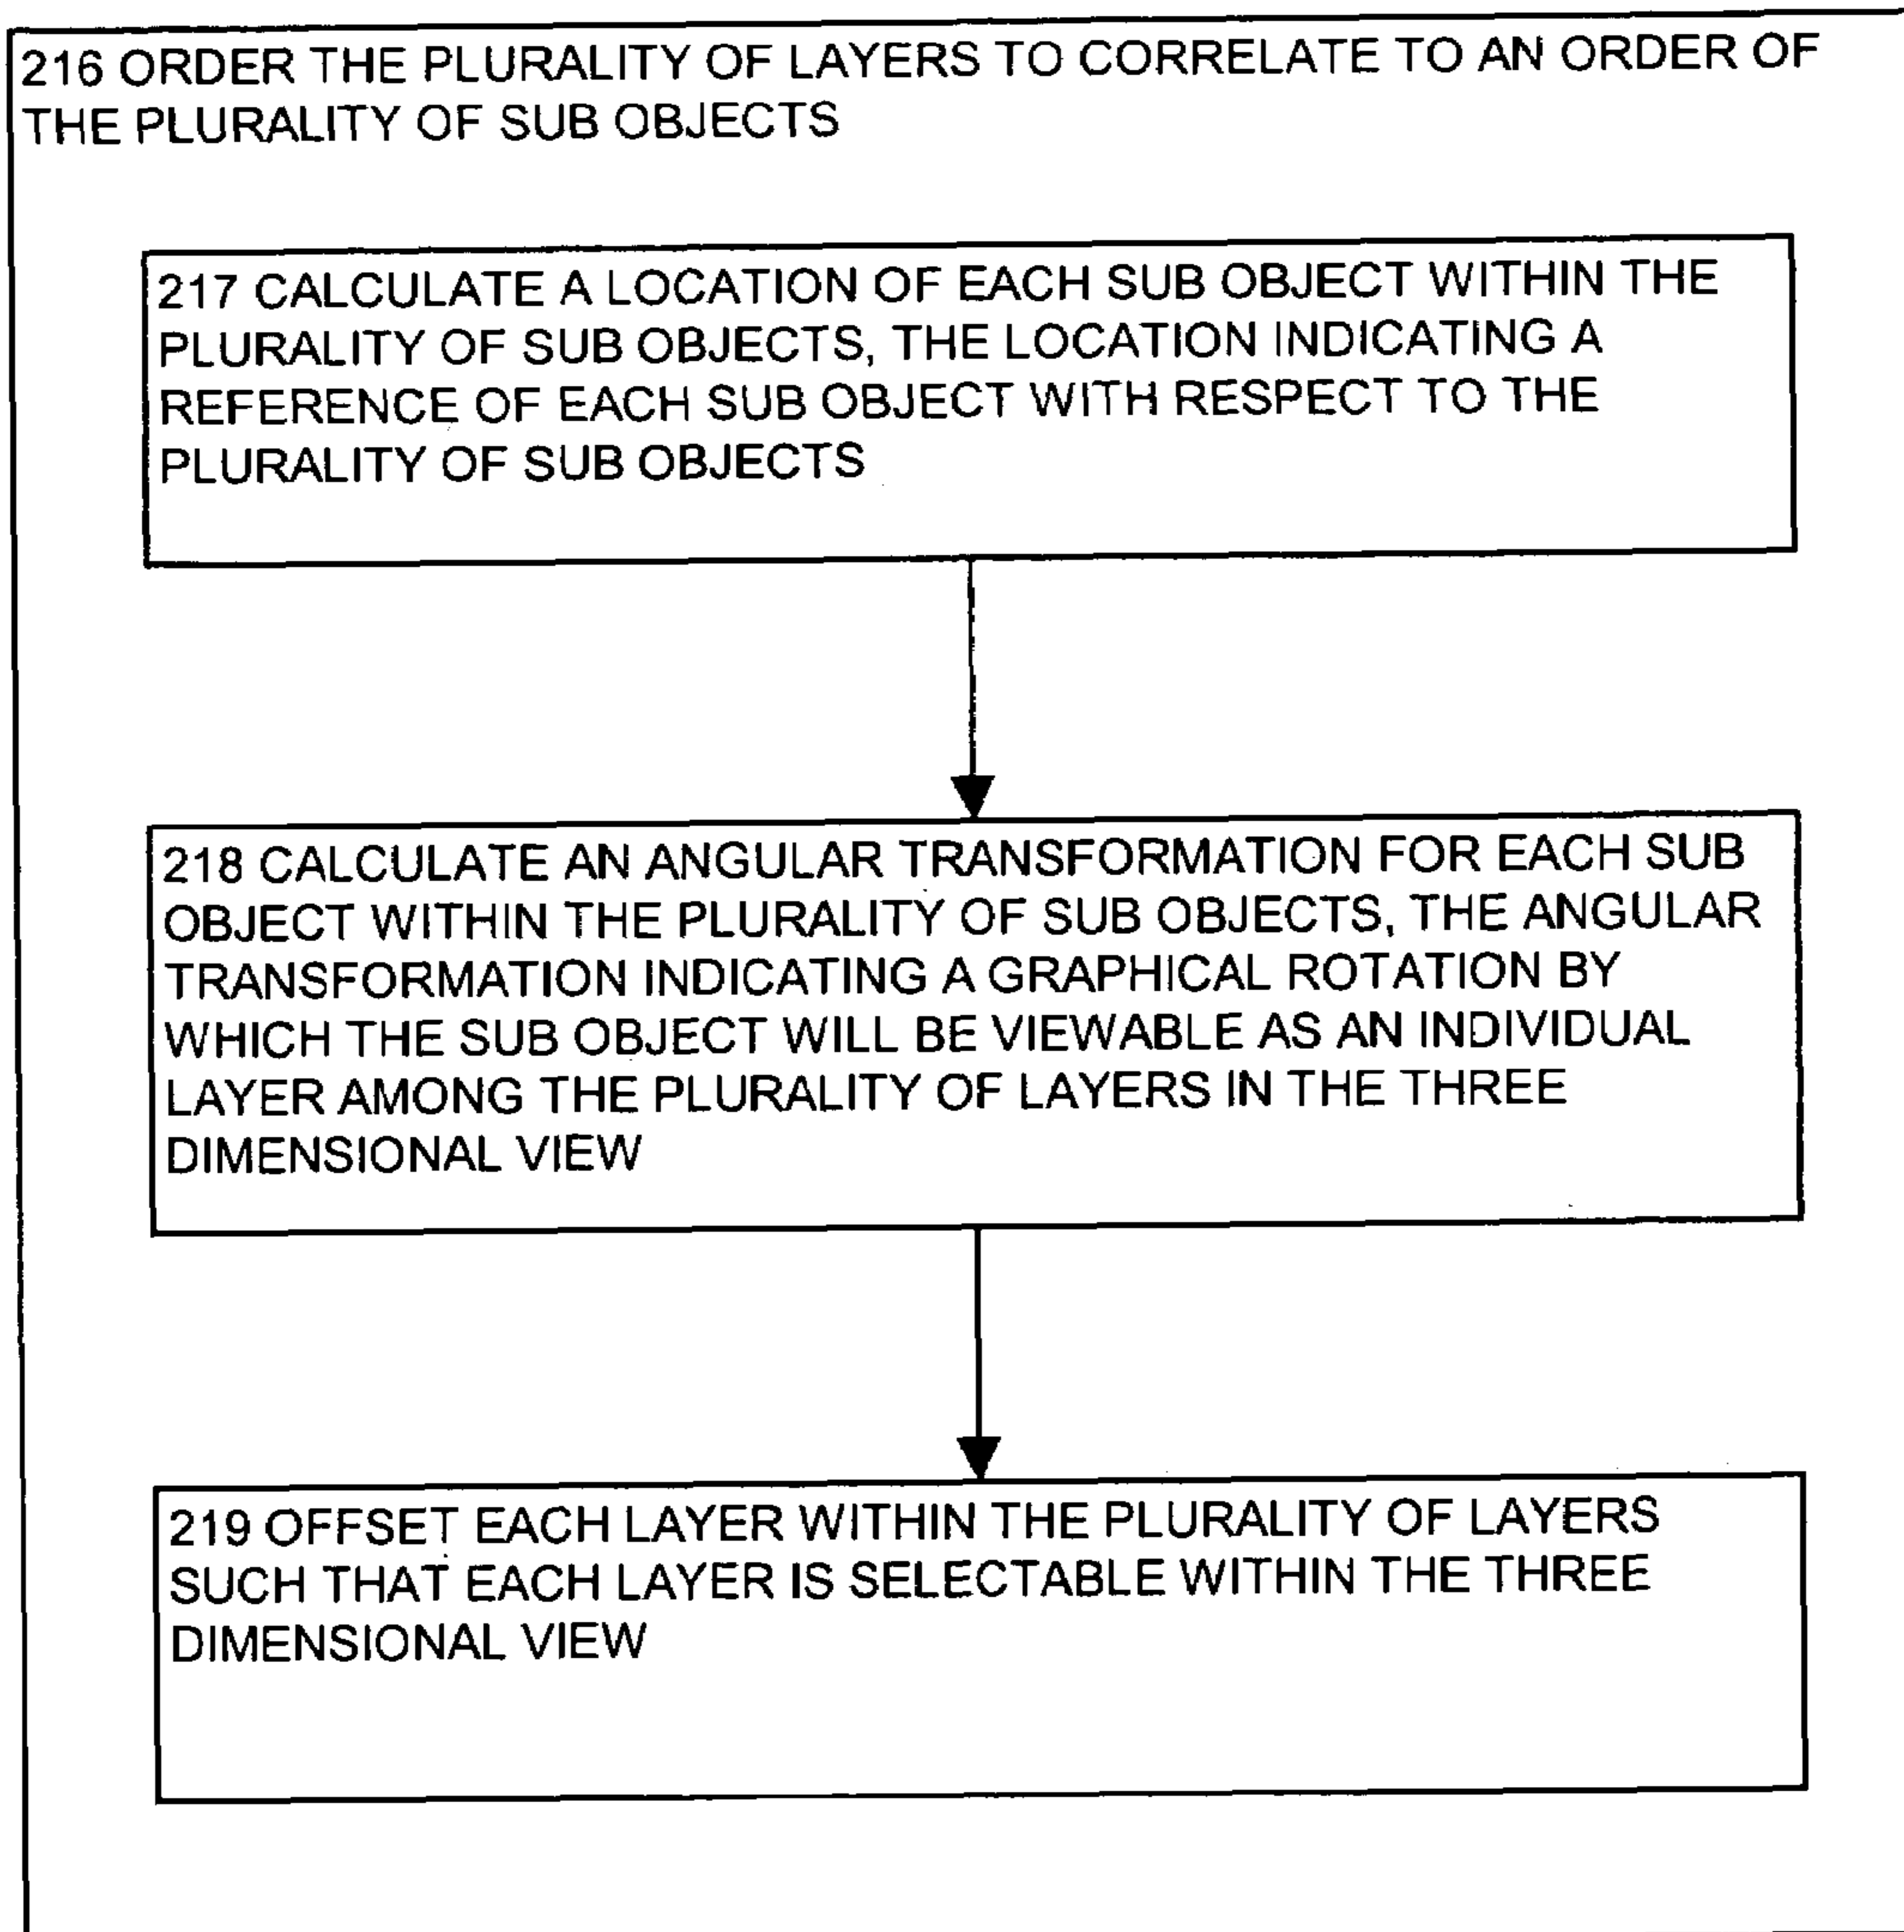 216 ORDER THE PLURALITY OF LAYERS TO CORRELATE TO AN ORDER OF
THE PLURALITY OF SUB OBJECTS
217 CALCULATE A LOCATION OF EACH SUB OBJECT WITHIN THE
PLURALITY OF SUB OBJECTS, THE LOCATION INDICATING A
REFERENCE OF EACH SUB OBJECT WITH RESPECT TO THE
PLURALITY OF SUB OBJECTS
218 CALCULATE AN ANGULAR TRANSFORMATION FOR EACH SUB
OBJECT WITHIN THE PLURALITY OF SUB OBJECTS, THE ANGULAR
TRANSFORMATION INDICATING A GRAPHICAL ROTATION BY
WHICH THE SUB OBJECT WILL BE VIEWABLE AS AN INDIVIDUAL
LAYER AMONG THE PLURALITY OF LAYERS IN THE THREE
DIMENSIONAL VIEW
219 OFFSET EACH LAYER WITHIN THE PLURALITY OF LAYERS
SUCH THAT EACH LAYER IS SELECTABLE WITHIN THE THREE
DIMENSIONAL VIEW